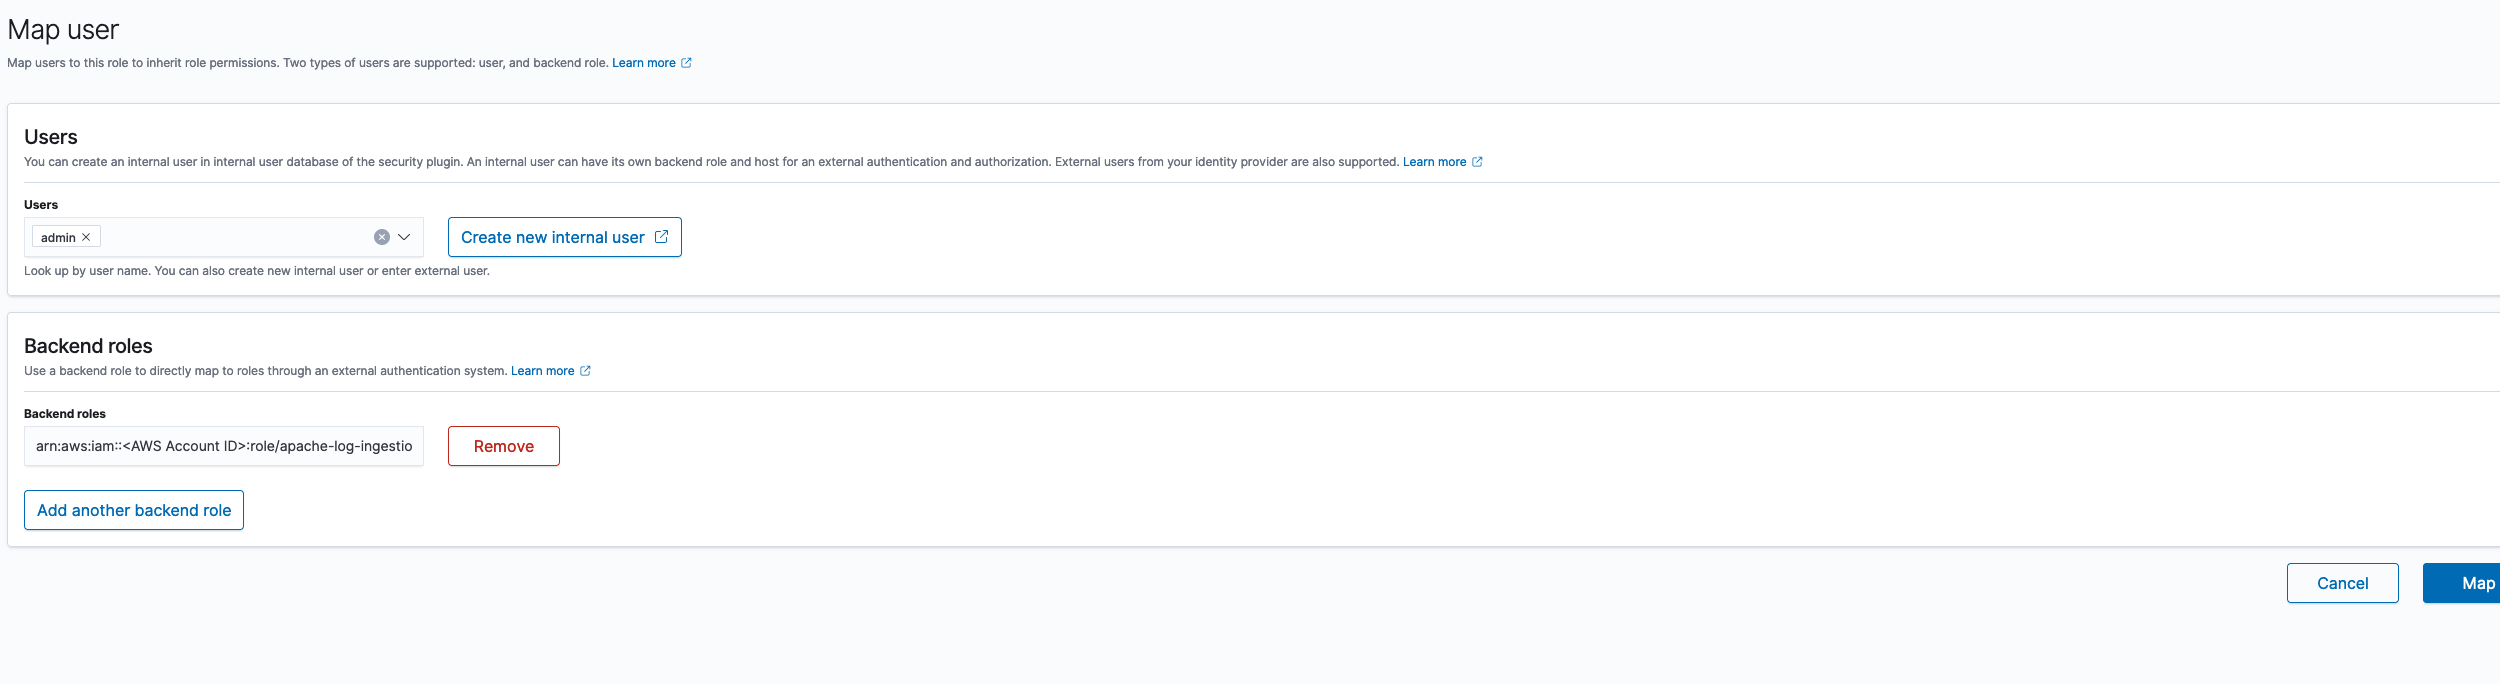 Map user
Map users to this role to inherit role permissions. Two types of users are supported: user, and backend role. Learn more
Users
You can create an internal user in internal user database of the security plugin. An internal user can have its own backend role and host for an external authentication and authorization. External users from your identity provider are also supported. Learn more
Users
admin
Create new internal user
Look up by user name. You can also create new internal user or enter external user.
Backend roles
Use a backend role to directly map to roles through an external authentication system. Learn more
Backend roles
arn:aws:iam::<AWS Account ID>:role/apache-log-ingestio
Remove
Add another backend role
Cancel
Map